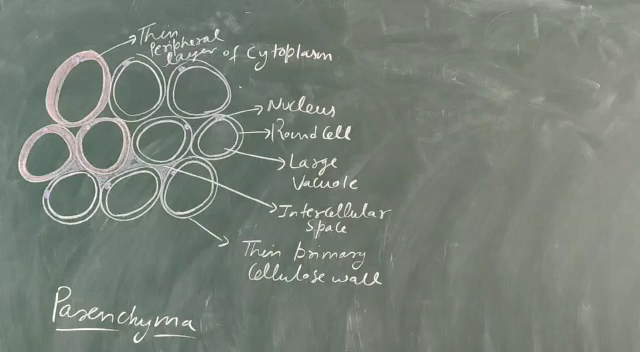 Thin
Peripheral
Layer of Cytoplasm
Nucleus
Round Cell
Large
Vacuole
Intercellular
space
Thin primary
Cellulose wall
Parenchyma